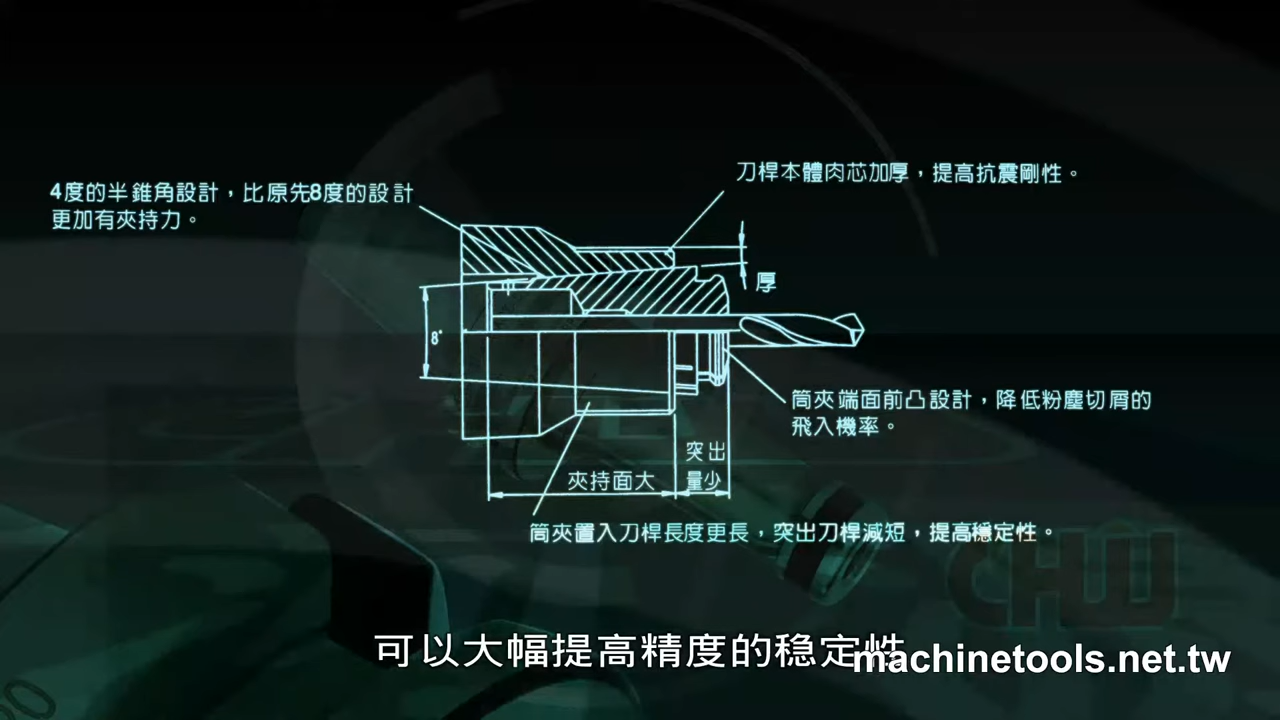 刀桿本體肉芯加厚，提高抗震剛性。
4度的半錐角設計，比原先8度的設計
更加有夾持力。
厚
8°
筒夾端面前凸設計，降低粉塵切屑的
飛入機率。
突出
量少
夾持面大
筒夾置入刀桿長度更長，突出刀桿減短，提高穩定性。
CHW
可以大幅提高精度的穩定性
machinetools.net.tw